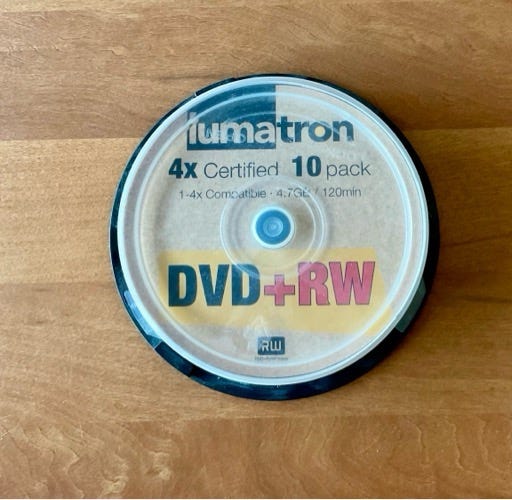 lumatron
4x Certified 10 pack
1-4x Compatible · 4.7GB / 120min
DVD+RW
RW